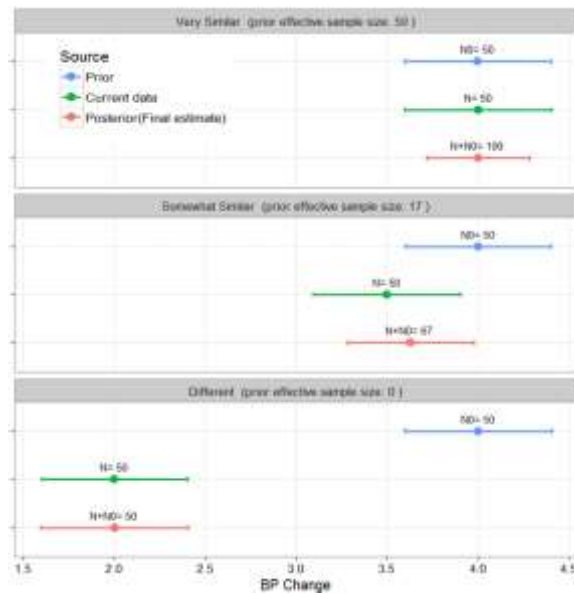 Very Similar (prior effective sample size: 50 )
Source
Prior
Current data
Posterior(Final estimate)
N0= 50
N= 50
N+N0= 100
Somewhat Similar (prior effective sample size: 17 )
N0= 50
N= 50
N+N0= 67
Different (prior effective sample size: 0 )
N0= 50
N= 50
N+N0= 50
1.5 2.0 2.5 3.0 3.5 4.0 4.5
BP Change